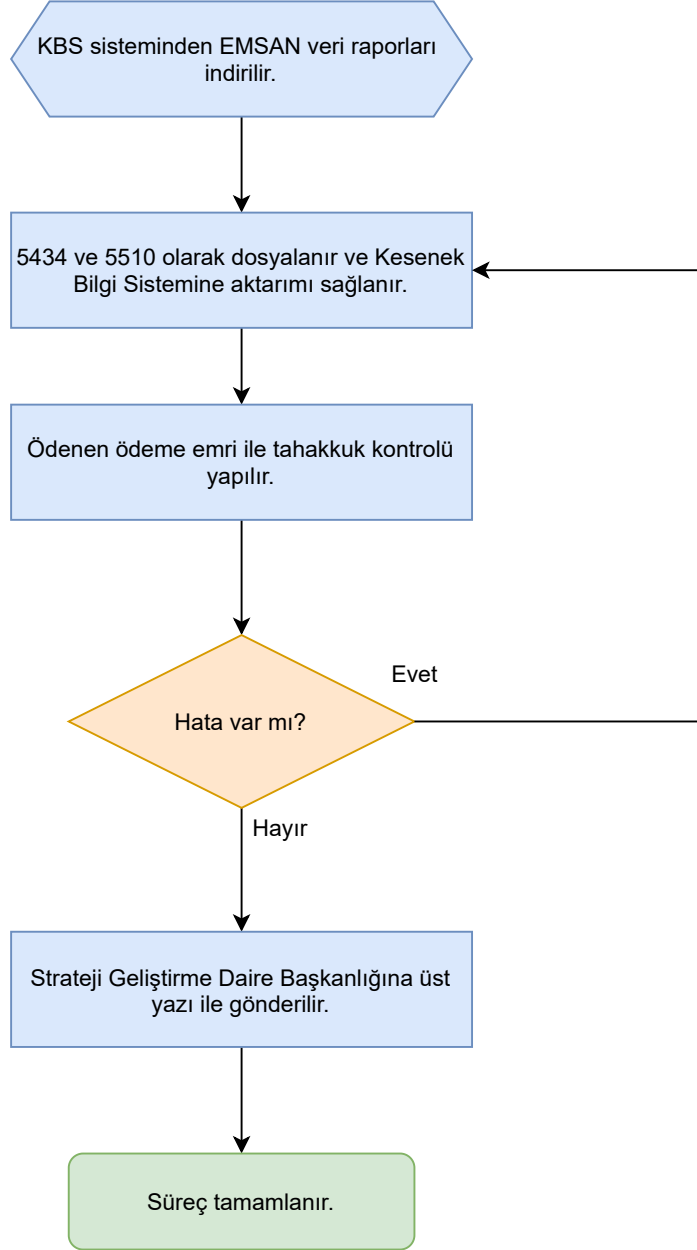 KBS sisteminden EMSAN veri raporları
indirilir.
5434 ve 5510 olarak dosyalanır ve Kesenek
Bilgi Sistemine aktarımı sağlanır.
Ödenen ödeme emri ile tahakkuk kontrolü
yapılır.
Evet
Hata var mı?
Hayır
Strateji Geliştirme Daire Başkanlığına üst
yazı ile gönderilir.
Süreç tamamlanır.